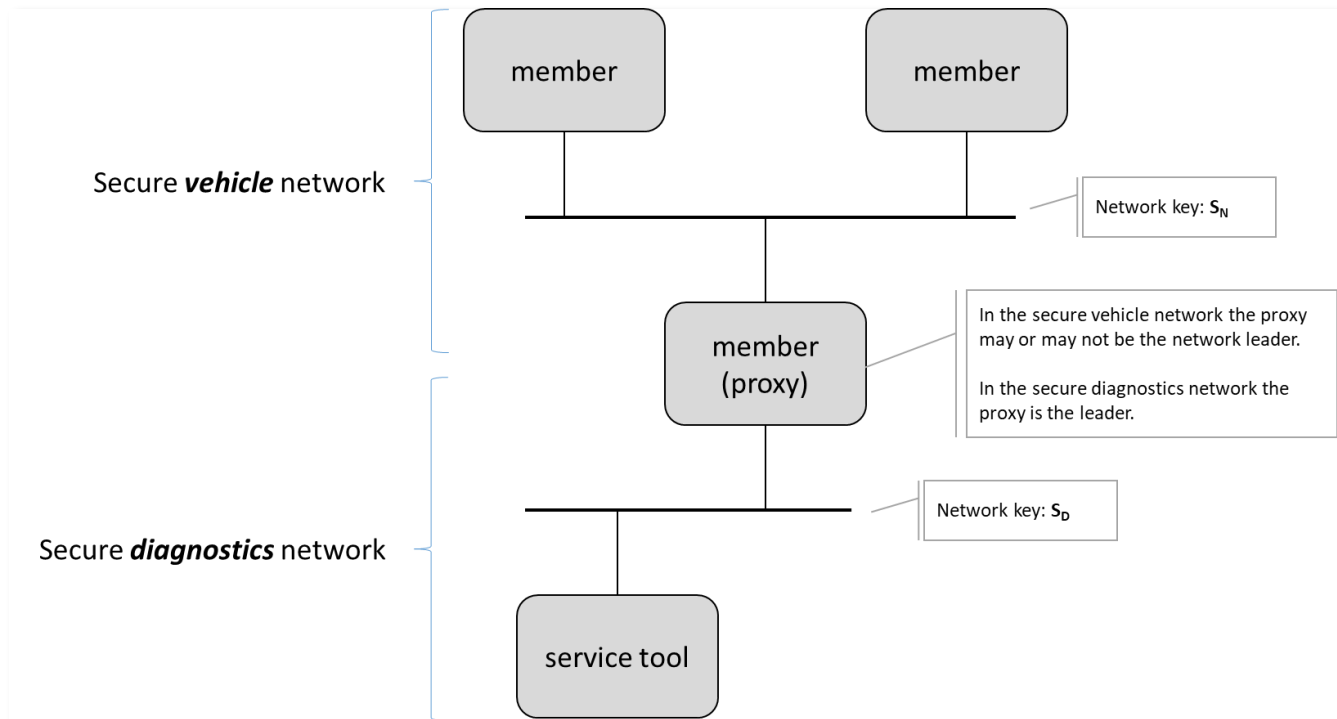 member
member
Secure vehicle network
Network key: S_N
In the secure vehicle network the proxy
may or may not be the network leader.
In the secure diagnostics network the
proxy is the leader.
member
(proxy)
Network key: S_D
Secure diagnostics network
service tool